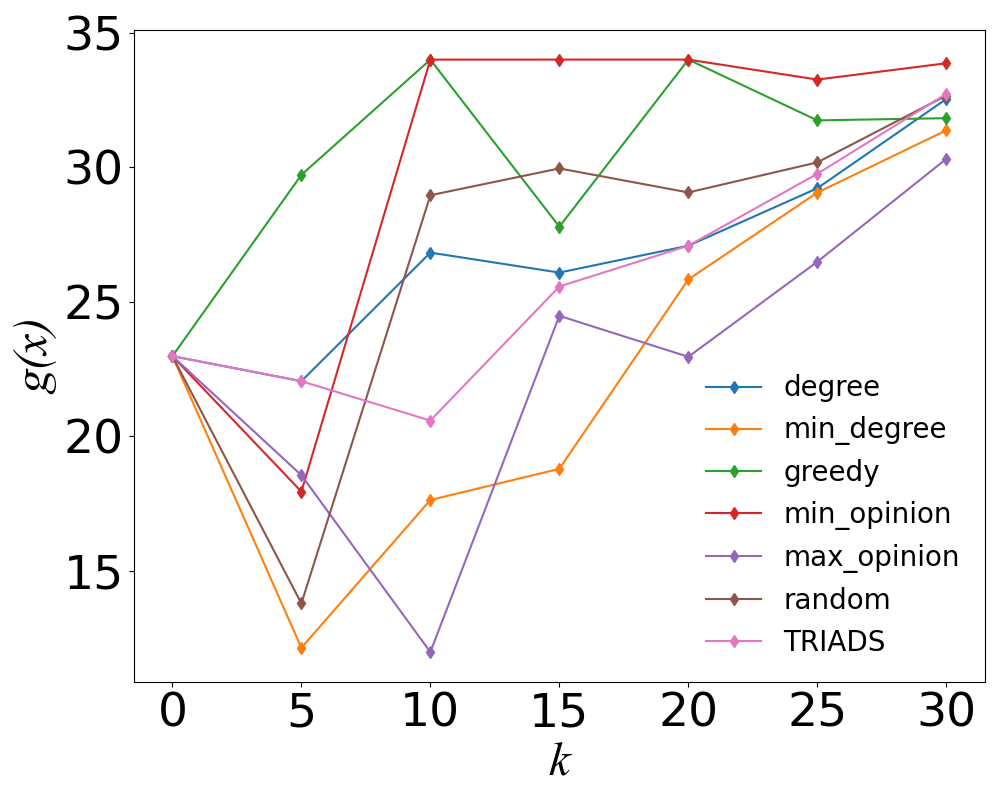 35
30
25
20
15
g(x)
0 5 10 15 20 25 30
k
degree
min_degree
greedy
min_opinion
max_opinion
random
TRIADS